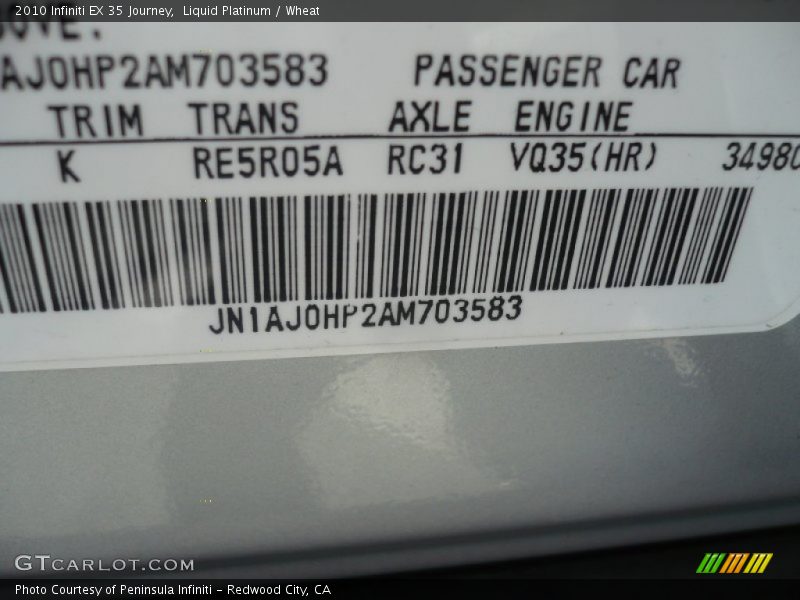 2010 Infiniti EX 35 Journey, Liquid Platinum / Wheat
AJ0HP2AM703583 PASSENGER CAR
TRIM TRANS AXLE ENGINE
K RE5R05A RC31 VQ35(HR) 3498
JN1AJ0HP2AM703583
GTCARLOT.COM
Photo Courtesy of Peninsula Infiniti - Redwood City, CA